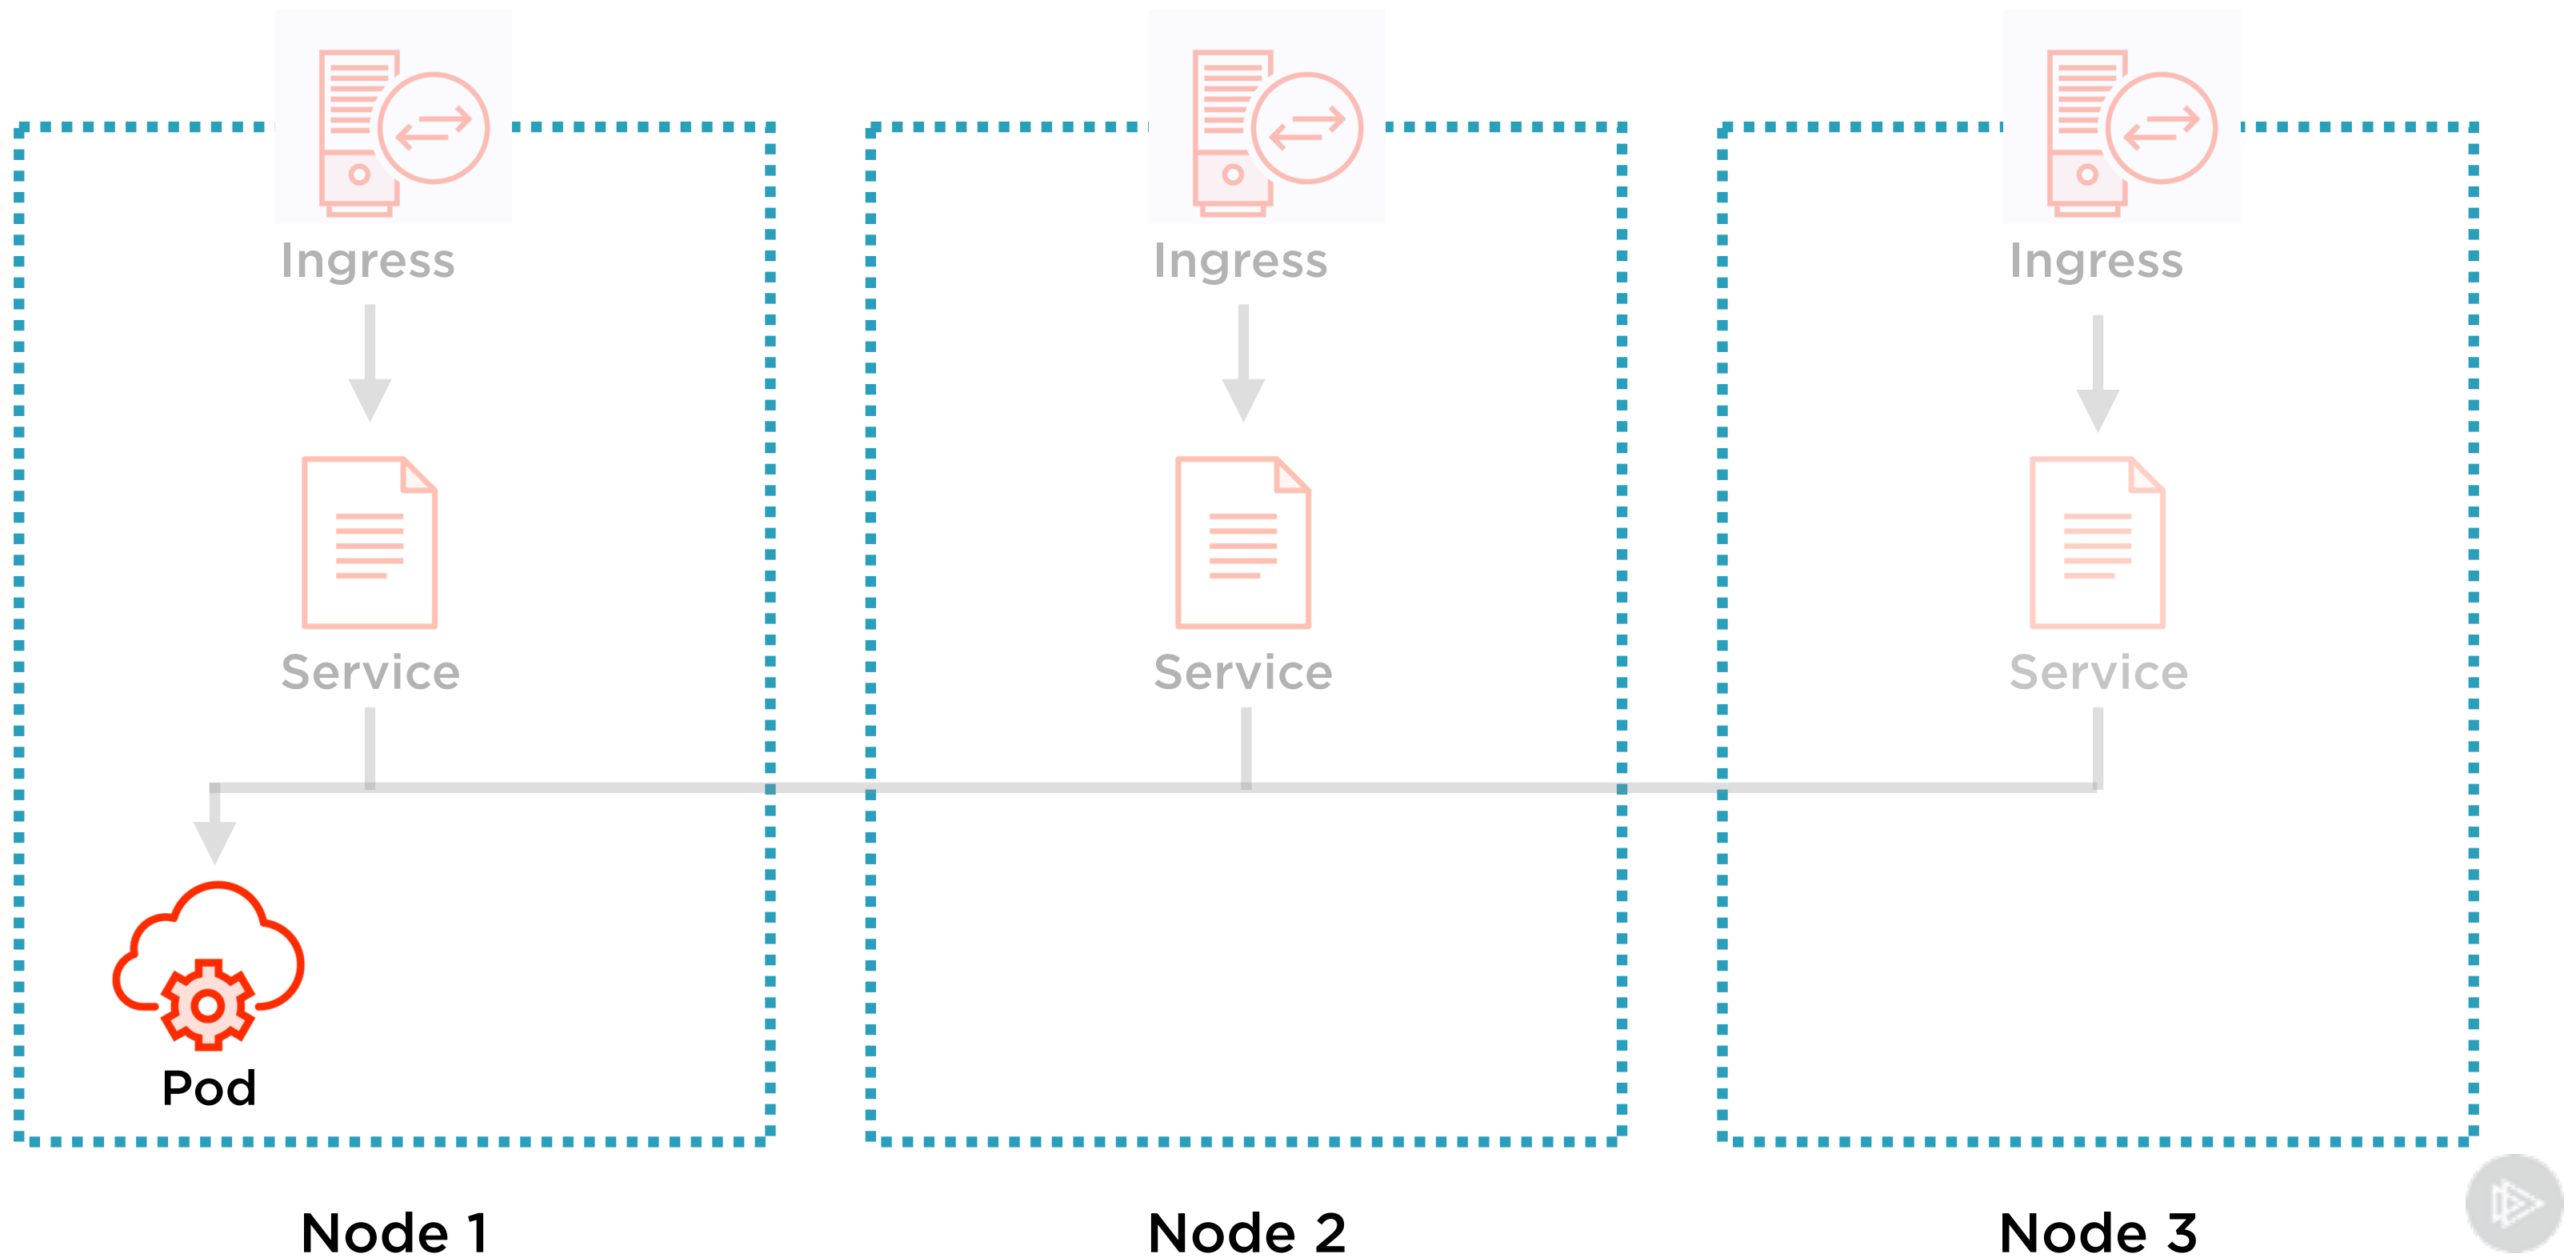 Ingress
Ingress
Ingress
Service
Service
Service
Pod
Node 1
Node 2
Node 3